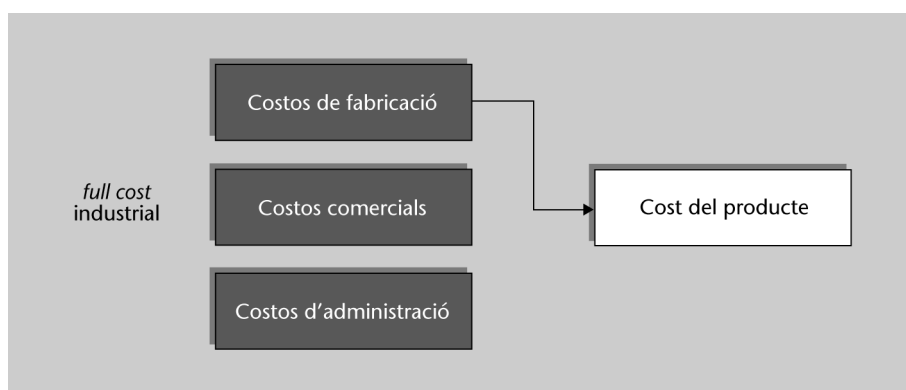 Costos de fabricació
full cost
industrial
Costos comercials
Cost del producte
Costos d’administració